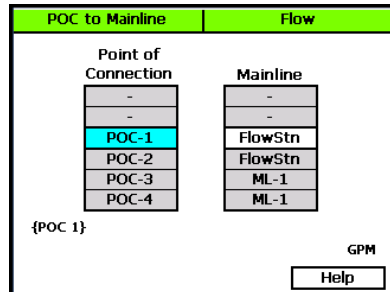 POC to Mainline Flow
Point of
Connection Mainline
- -
- -
POC-1 FlowStn
POC-2 FlowStn
POC-3 ML-1
POC-4 ML-1
{POC 1}
GPM
Help